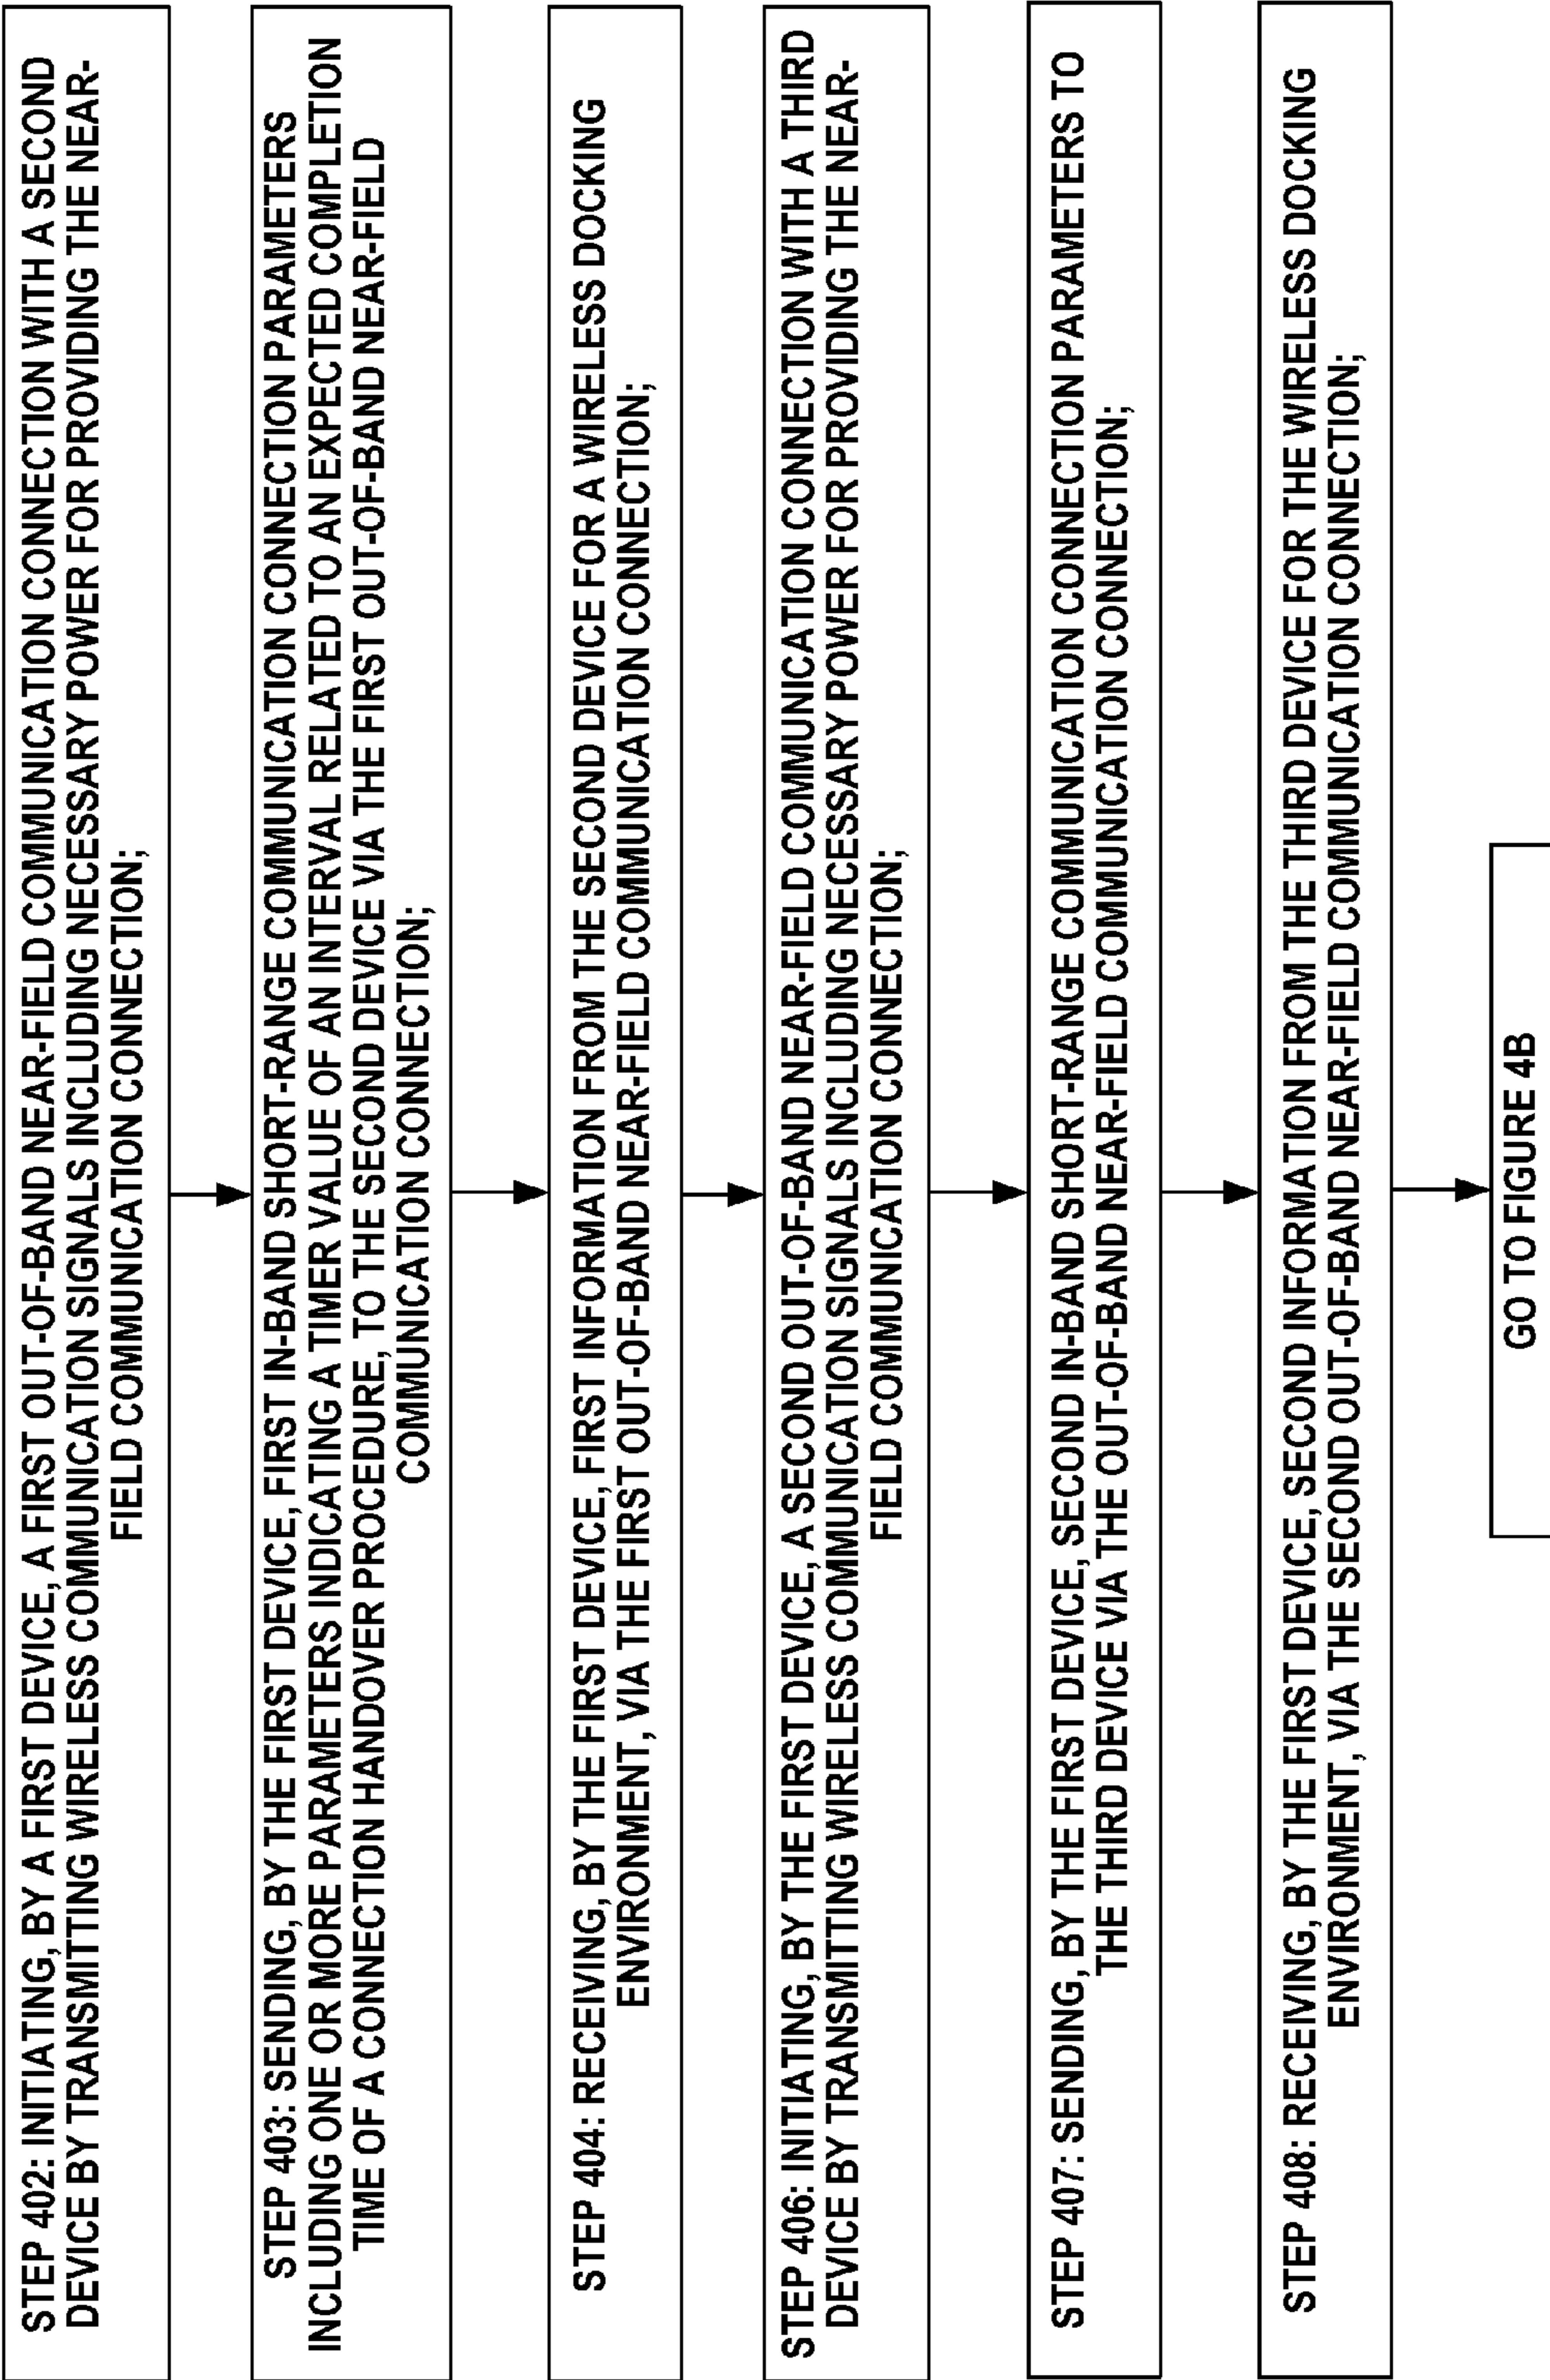 STEP 402: INITIATING, BY A FIRST DEVICE, A FIRST OUT-OF-BAND NEAR-FIELD COMMUNICATION CONNECTION WITH A SECOND
DEVICE BY TRANSMITTING WIRELESS COMMUNICATION SIGNALS INCLUDING NECESSARY POWER FOR PROVIDING THE NEAR-
FIELD COMMUNICATION CONNECTION;
STEP 403: SENDING, BY THE FIRST DEVICE, FIRST IN-BAND SHORT-RANGE COMMUNICATION CONNECTION PARAMETERS
INCLUDING ONE OR MORE PARAMETERS INDICATING A TIMER VALUE OF AN INTERVAL RELATED TO AN EXPECTED COMPLETION
TIME OF A CONNECTION HANDOVER PROCEDURE, TO THE SECOND DEVICE VIA THE FIRST OUT-OF-BAND NEAR-FIELD
COMMUNICATION CONNECTION;
STEP 404: RECEIVING, BY THE FIRST DEVICE, FIRST INFORMATION FROM THE SECOND DEVICE FOR A WIRELESS DOCKING
ENVIRONMENT, VIA THE FIRST OUT-OF-BAND NEAR-FIELD COMMUNICATION CONNECTION;
STEP 406: INITIATING, BY THE FIRST DEVICE, A SECOND OUT-OF-BAND NEAR-FIELD COMMUNICATION CONNECTION WITH A THIRD
DEVICE BY TRANSMITTING WIRELESS COMMUNICATION SIGNALS INCLUDING NECESSARY POWER FOR PROVIDING THE NEAR-
FIELD COMMUNICATION CONNECTION;
STEP 407: SENDING, BY THE FIRST DEVICE, SECOND IN-BAND SHORT-RANGE COMMUNICATION CONNECTION PARAMETERS TO
THE THIRD DEVICE VIA THE OUT-OF-BAND NEAR-FIELD COMMUNICATION CONNECTION;
STEP 408: RECEIVING, BY THE FIRST DEVICE, SECOND INFORMATION FROM THE THIRD DEVICE FOR THE WIRELESS DOCKING
ENVIRONMENT, VIA THE SECOND OUT-OF-BAND NEAR-FIELD COMMUNICATION CONNECTION;
GO TO FIGURE 4B